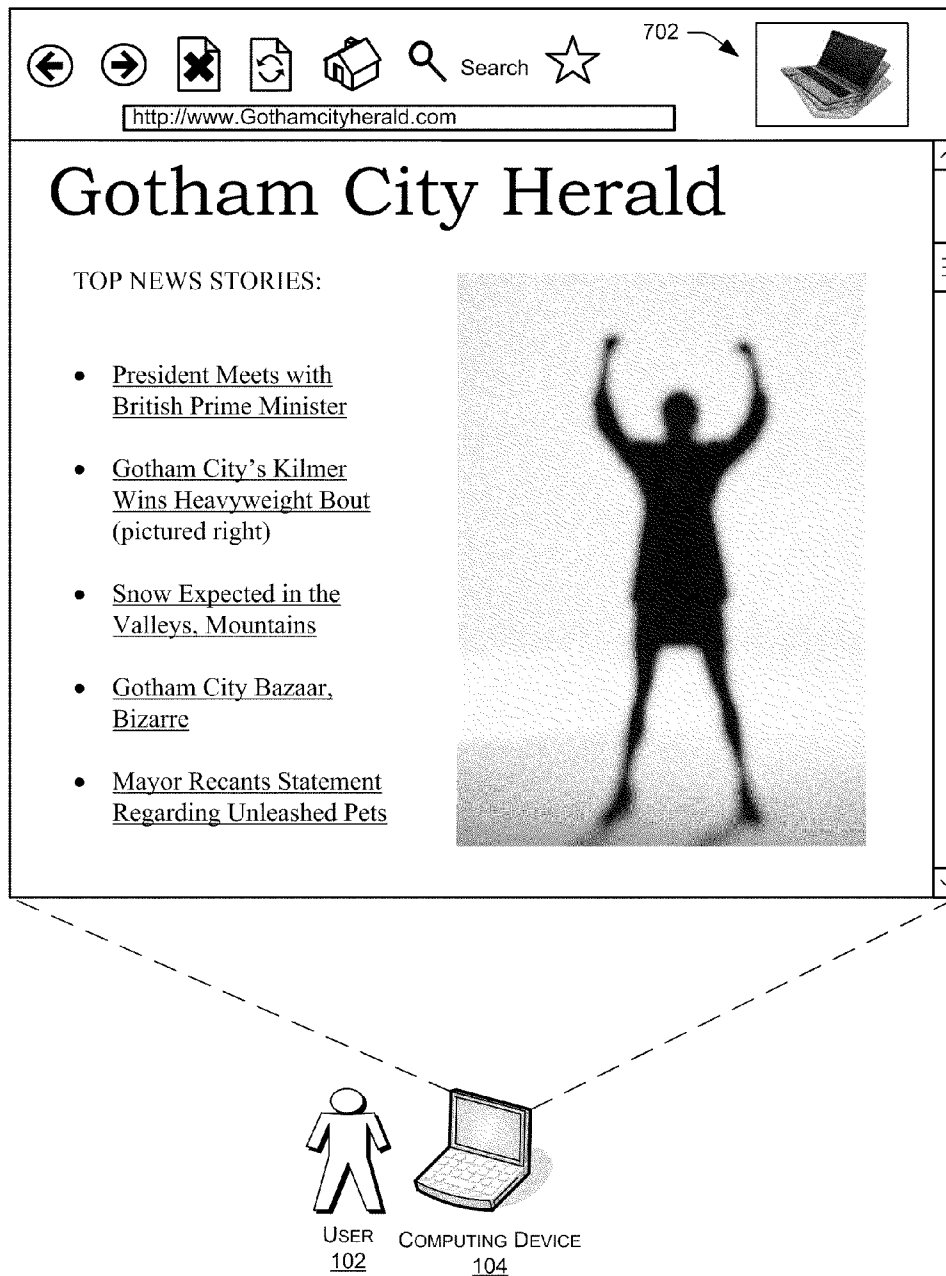 702
Search
http://www.Gothamcityherald.com
Gotham City Herald
TOP NEWS STORIES:
• President Meets with
British Prime Minister
• Gotham City's Kilmer
Wins Heavyweight Bout
(pictured right)
• Snow Expected in the
Valleys, Mountains
• Gotham City Bazaar,
Bizarre
• Mayor Recants Statement
Regarding Unleashed Pets
USER
102
COMPUTING DEVICE
104